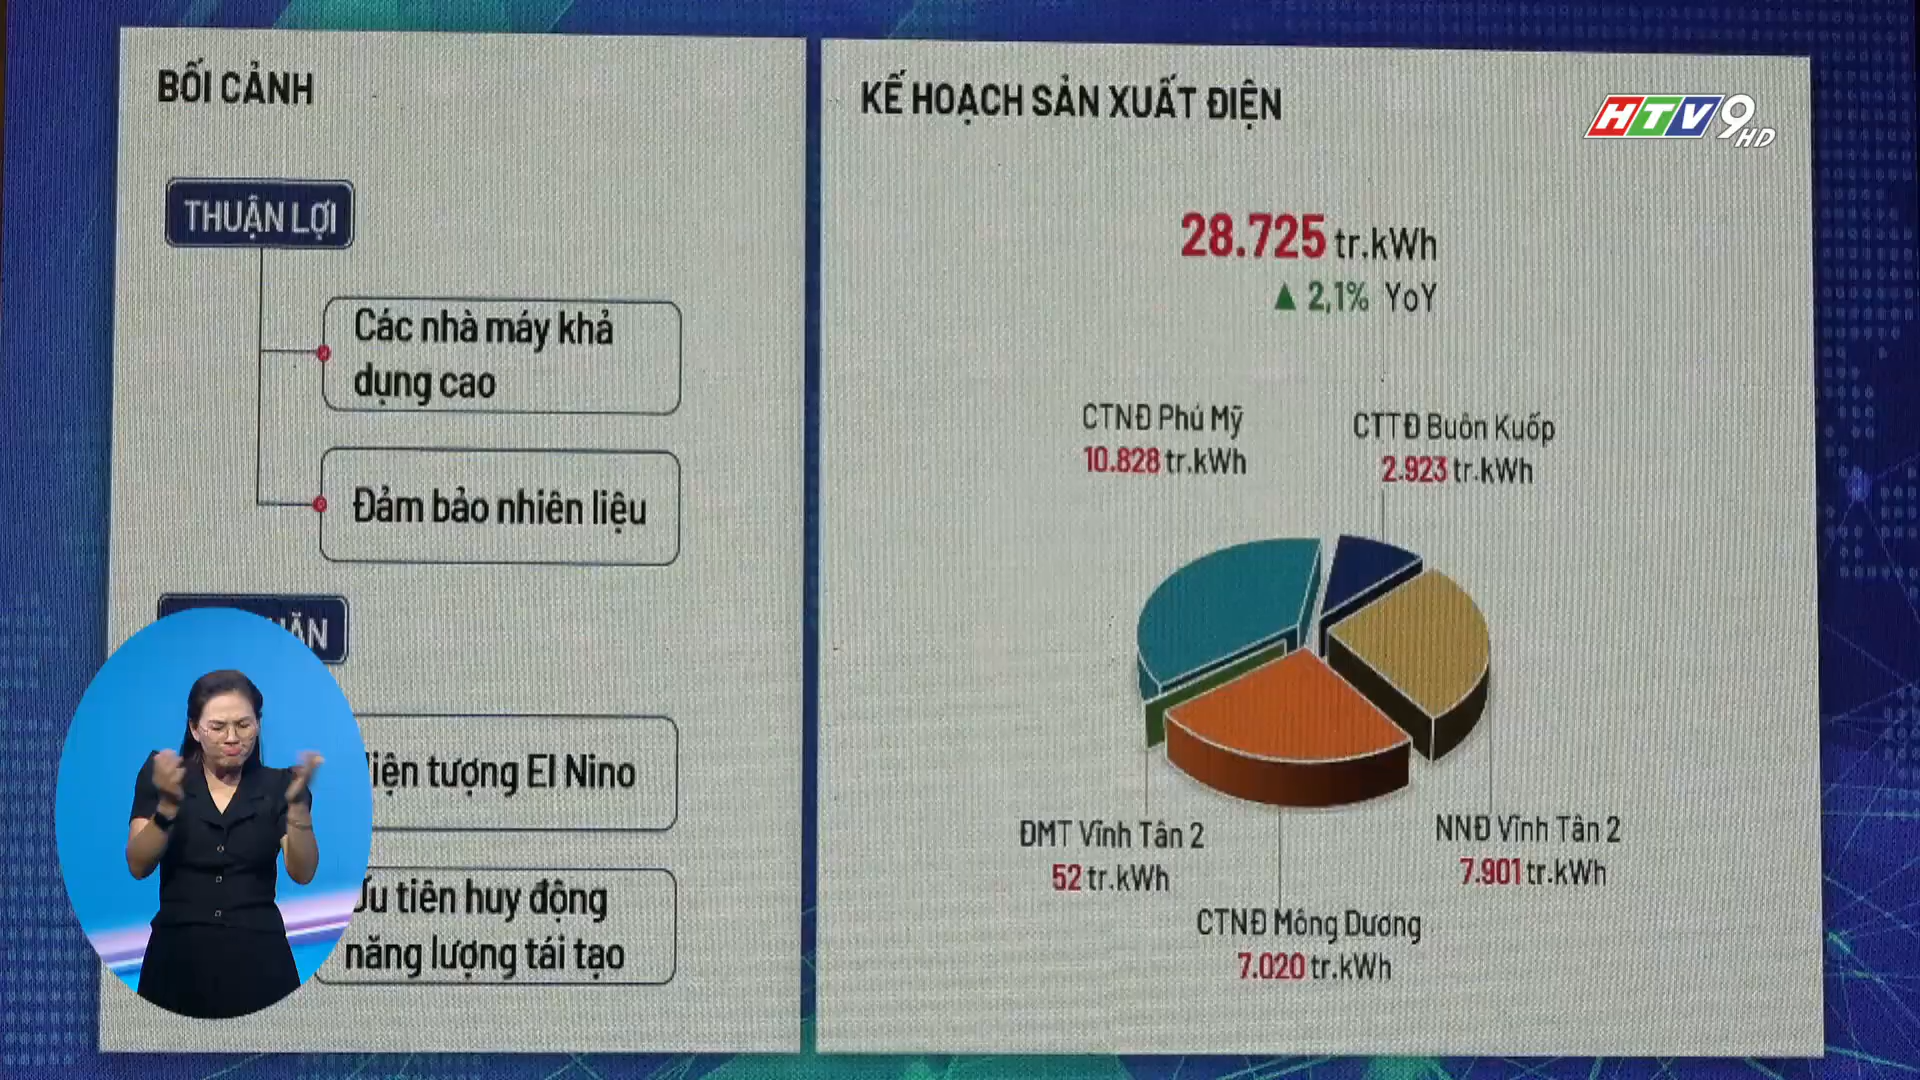 BỐI CẢNH
THUẬN LỢI
Các nhà máy khả
dụng cao
Đảm bảo nhiên liệu
tượng El Nino
Ưu tiên huy động
năng lượng tái tạo
KẾ HOẠCH SẢN XUẤT ĐIỆN
HTV9 HD
28.725 tr.kWh
▲ 2,1% YoY
CTNĐ Phú Mỹ
10.828 tr.kWh
CTTĐ Buôn Kuốp
2.923 tr.kWh
ĐMT Vĩnh Tân 2
52 tr.kWh
NNĐ Vĩnh Tân 2
7.901 tr.kWh
CTNĐ Mông Dương
7.020 tr.kWh